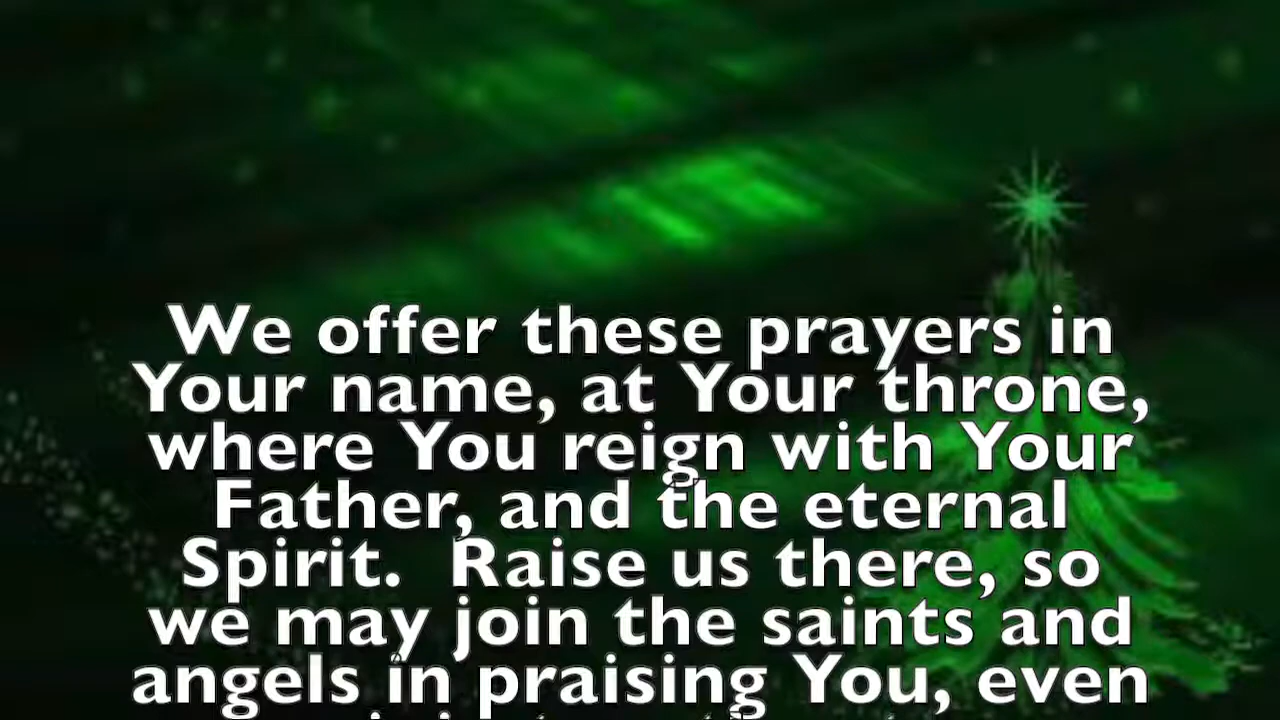 We offer these prayers in
Your name, at Your throne,
where You reign with Your
Father, and the eternal
Spirit.  Raise us there, so
we may join the saints and
angels in praising You, even